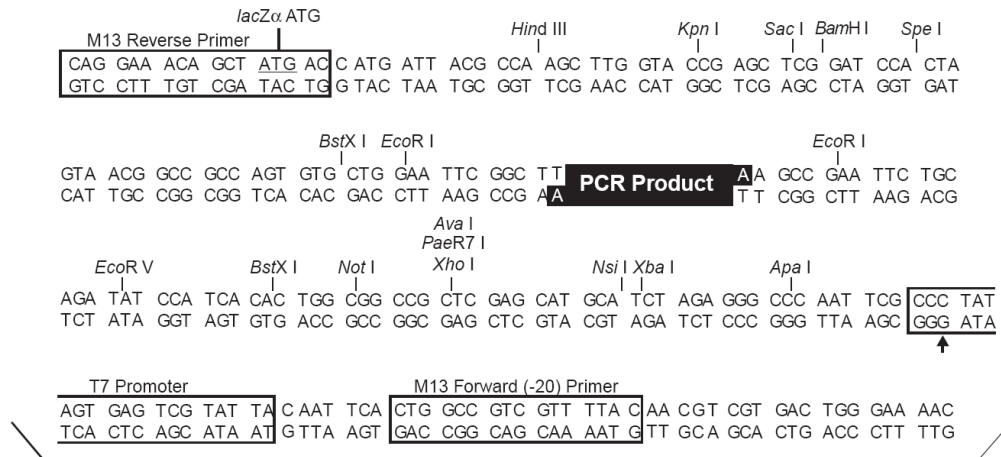 lacZα ATG
M13 Reverse Primer
Hind III Kpn I Sac I BamH I Spe I
CAG GAA ACA GCT ATG AC C ATG ATT ACG CCA AGC TTG GTA CCG AGC TCG GAT CCA CTA
GTC CTT TGT CGA TAC TG G TAC TAA TGC GGT TCG AAC CAT GGC TCG AGC CTA GGT GAT
BstX I EcoR I EcoR I
GTA ACG GCC GCC AGT GTG CTG GAA TTC GGC TT PCR Product A A GCC GAA TTC TGC
CAT TGC CGG CGG TCA CAC GAC CTT AAG CCG A A T T CGG CTT AAG ACG
Ava I
PaeR7 I
EcoR V BstX I Not I Xho I Nsi I Xba I Apa I
AGA TAT CCA TCA CAC TGG CGG CCG CTC GAG CAT GCA TCT AGA GGG CCC AAT TCG CCC TAT
TCT ATA GGT AGT GTG ACC GCC GGC GAG CTC GTA CGT AGA TCT CCC GGG TTA AGC GGG ATA
T7 Promoter M13 Forward (-20) Primer
AGT GAG TCG TAT TA C AAT TCA CTG GCC GTC GTT TTA C AA CGT CGT GAC TGG GAA AAC
TCA CTC AGC ATA AT G TTA AGT GAC CGG CAG CAA AAT G TT GCA GCA CTG ACC CTT TTG